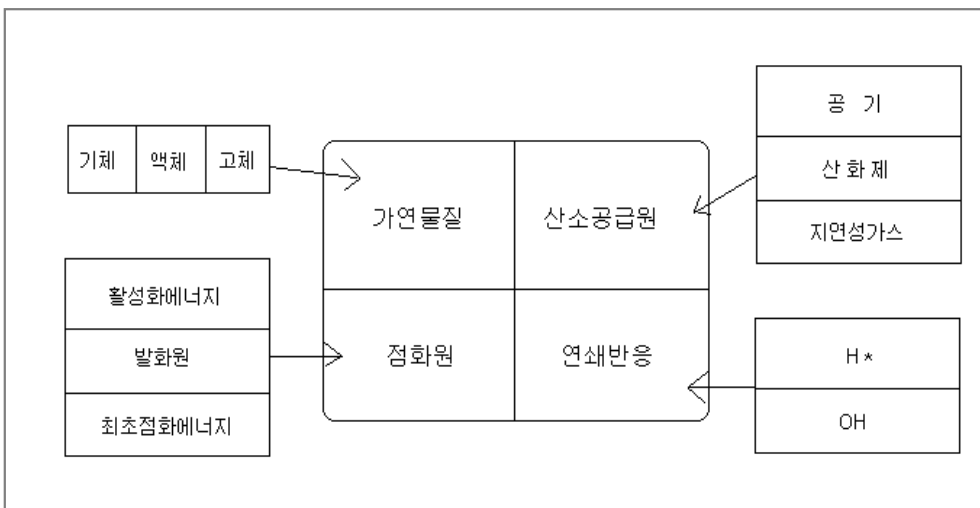 공 기
기체 액체 고체
산 화 제
가연물질 산소공급원
지연성가스
활성화에너지
발화원
점화원 연쇄반응
H*
최초점화에너지
OH